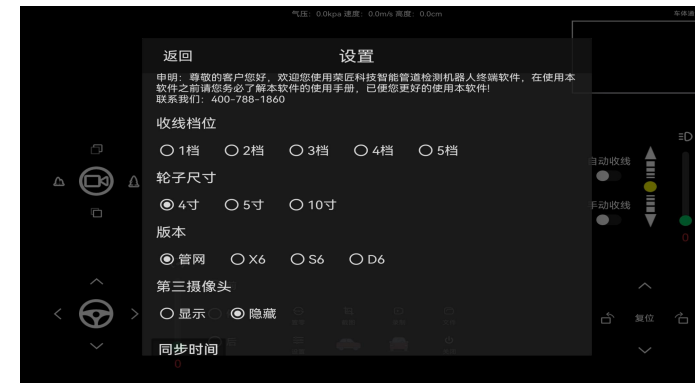 气压: 0.0kpa 速度: 0.0m/s 高度: 0.0cm
返回
设置
申明: 尊敬的客户您好, 欢迎您使用荣匠科技智能管道检测机器人终端软件, 在使用本
软件之前请您务必了解本软件的使用手册, 已便您更好的使用本软件!
联系我们: 400-788-1860
收线档位
1档 2档 3档 4档 5档
自动收线
轮子尺寸
4寸 5寸 10寸
手动收线
版本
0
管网 X6 S6 D6
第三摄像头
显示 隐藏
复位
同步时间
0